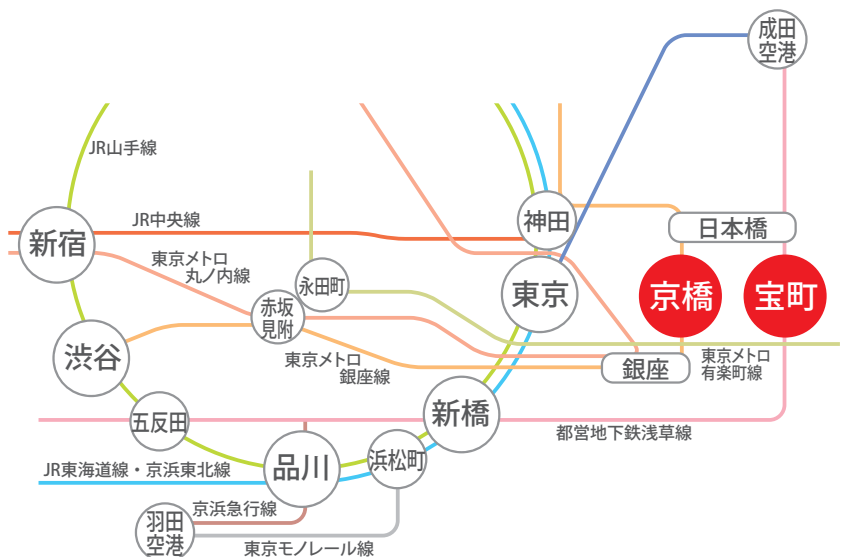 成田
空港
JR山手線
JR中央線
神田
日本橋
新宿
東京メトロ
丸ノ内線
永田町
東京
京橋
宝町
赤坂
見附
渋谷
東京メトロ
銀座線
銀座
東京メトロ
有楽町線
五反田
新橋
都営地下鉄浅草線
JR東海道線・京浜東北線
品川
浜松町
京浜急行線
羽田
空港
東京モノレール線